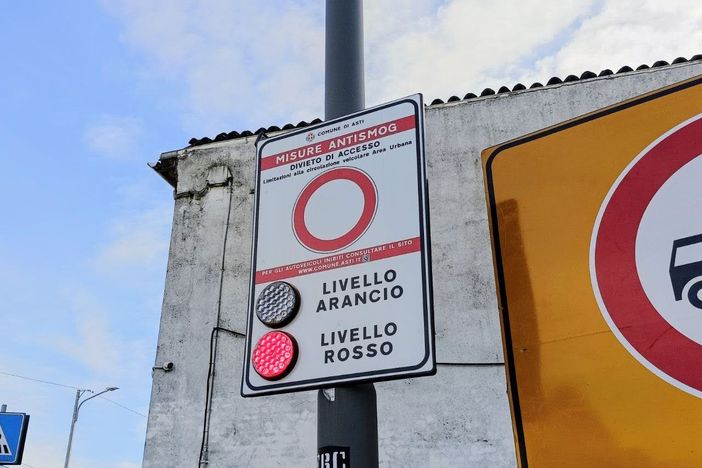 COMUNE DI ASTI
MISURE ANTISMOG
DIVIETO DI ACCESSO
Limitazioni alla circolazione veicolare Area Urbana
PER GLI AUTOVEICOLI INIBITI CONSULTARE IL SITO
WWW.COMUNE.ASTI.IT
LIVELLO
ARANCIO
LIVELLO
ROSSO